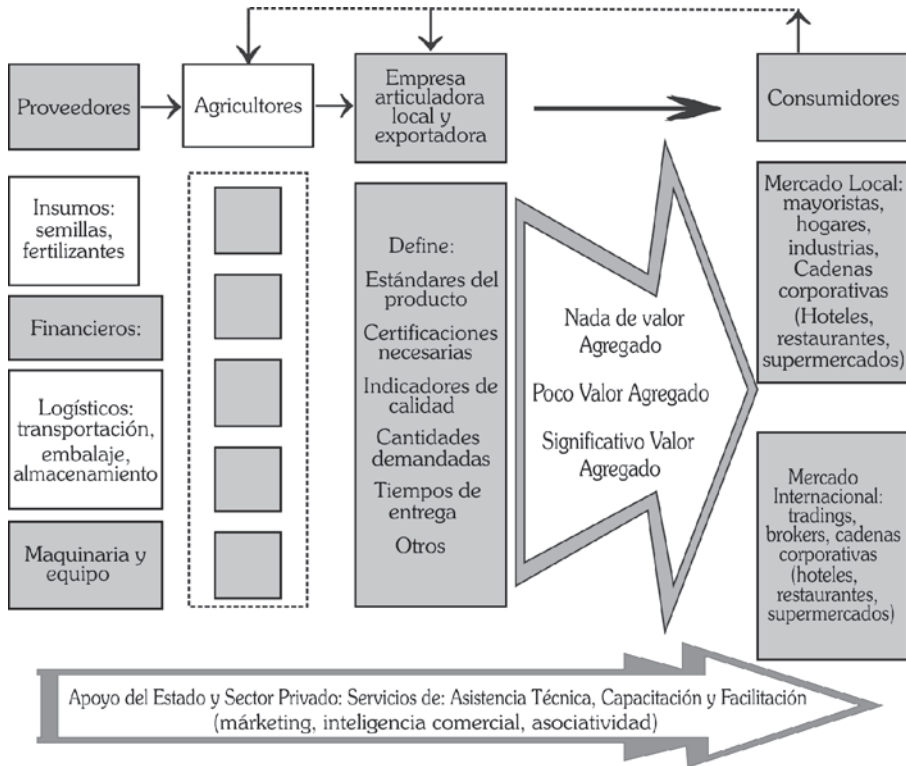 Proveedores
Agricultores
Empresa
articuladora
local y
exportadora
Consumidores
Insumos:
semillas,
fertilizantes
Financieros:
Logísticos:
transportación,
embalaje,
almacenamiento
Maquinaria y
equipo
Define:
Estándares del
producto
Certificaciones
necesarias
Indicadores de
calidad
Cantidades
demandadas
Tiempos de
entrega
Otros
Nada de valor
Agregado
Poco Valor Agregado
Significativo Valor
Agregado
Mercado Local:
mayoristas,
hogares,
industrias,
Cadenas
corporativas
(Hoteles,
restaurantes,
supermercados)
Mercado
Internacional:
tradings,
brokers, cadenas
corporativas
(hoteles,
restaurantes,
supermercados)
Apoyo del Estado y Sector Privado: Servicios de: Asistencia Técnica, Capacitación y Facilitación
(márketing, inteligencia comercial, asociatividad)